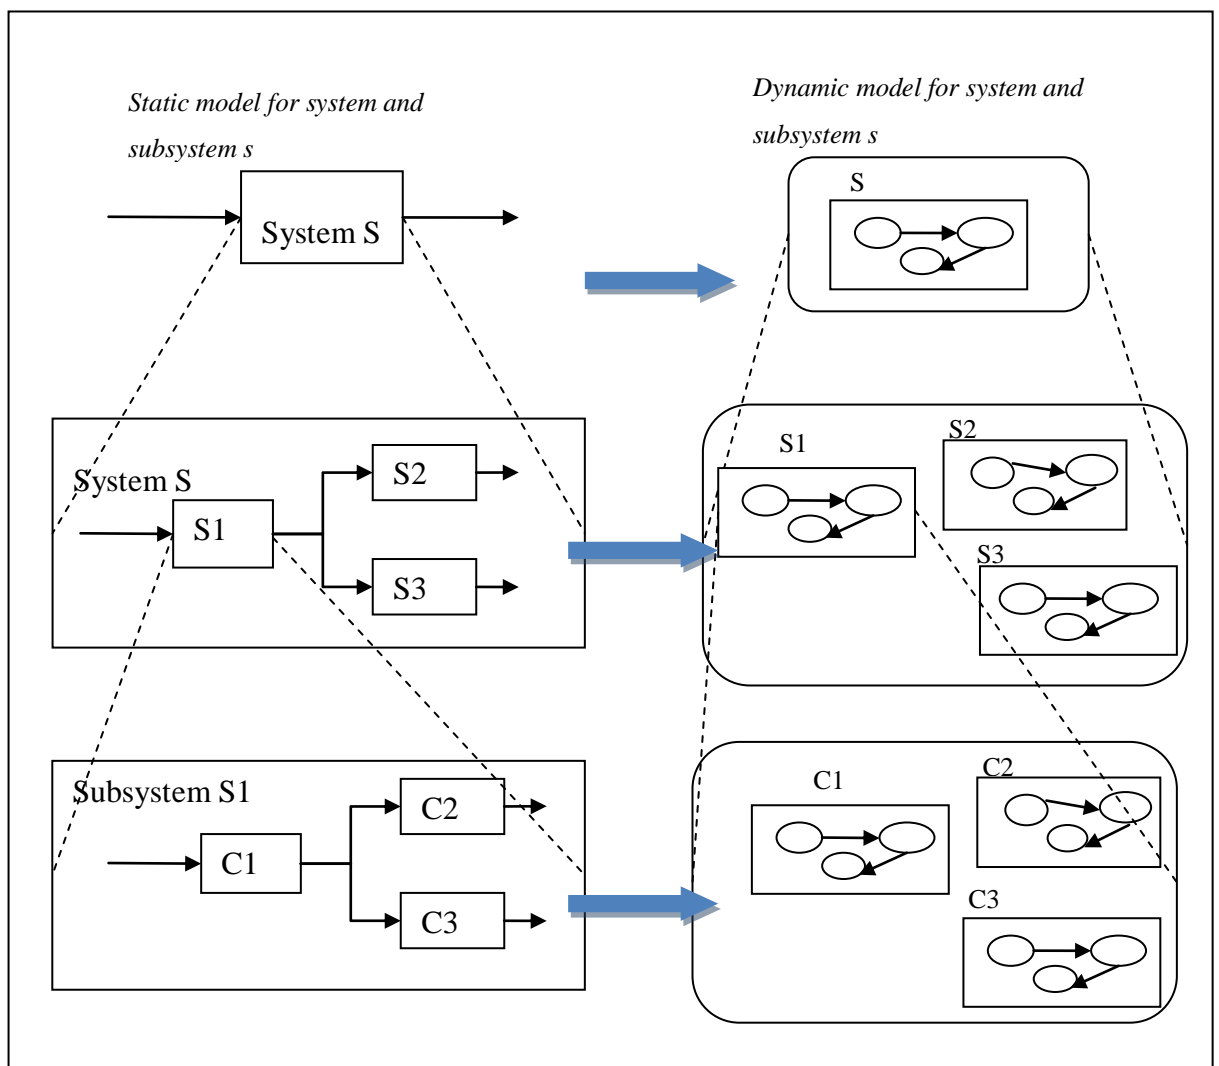 Static model for system and
subsystem s
Dynamic model for system and
subsystem s
System S
S
System S
S1
S2
S3
S1
S2
S3
Subsystem S1
C1
C2
C3
C1
C2
C3